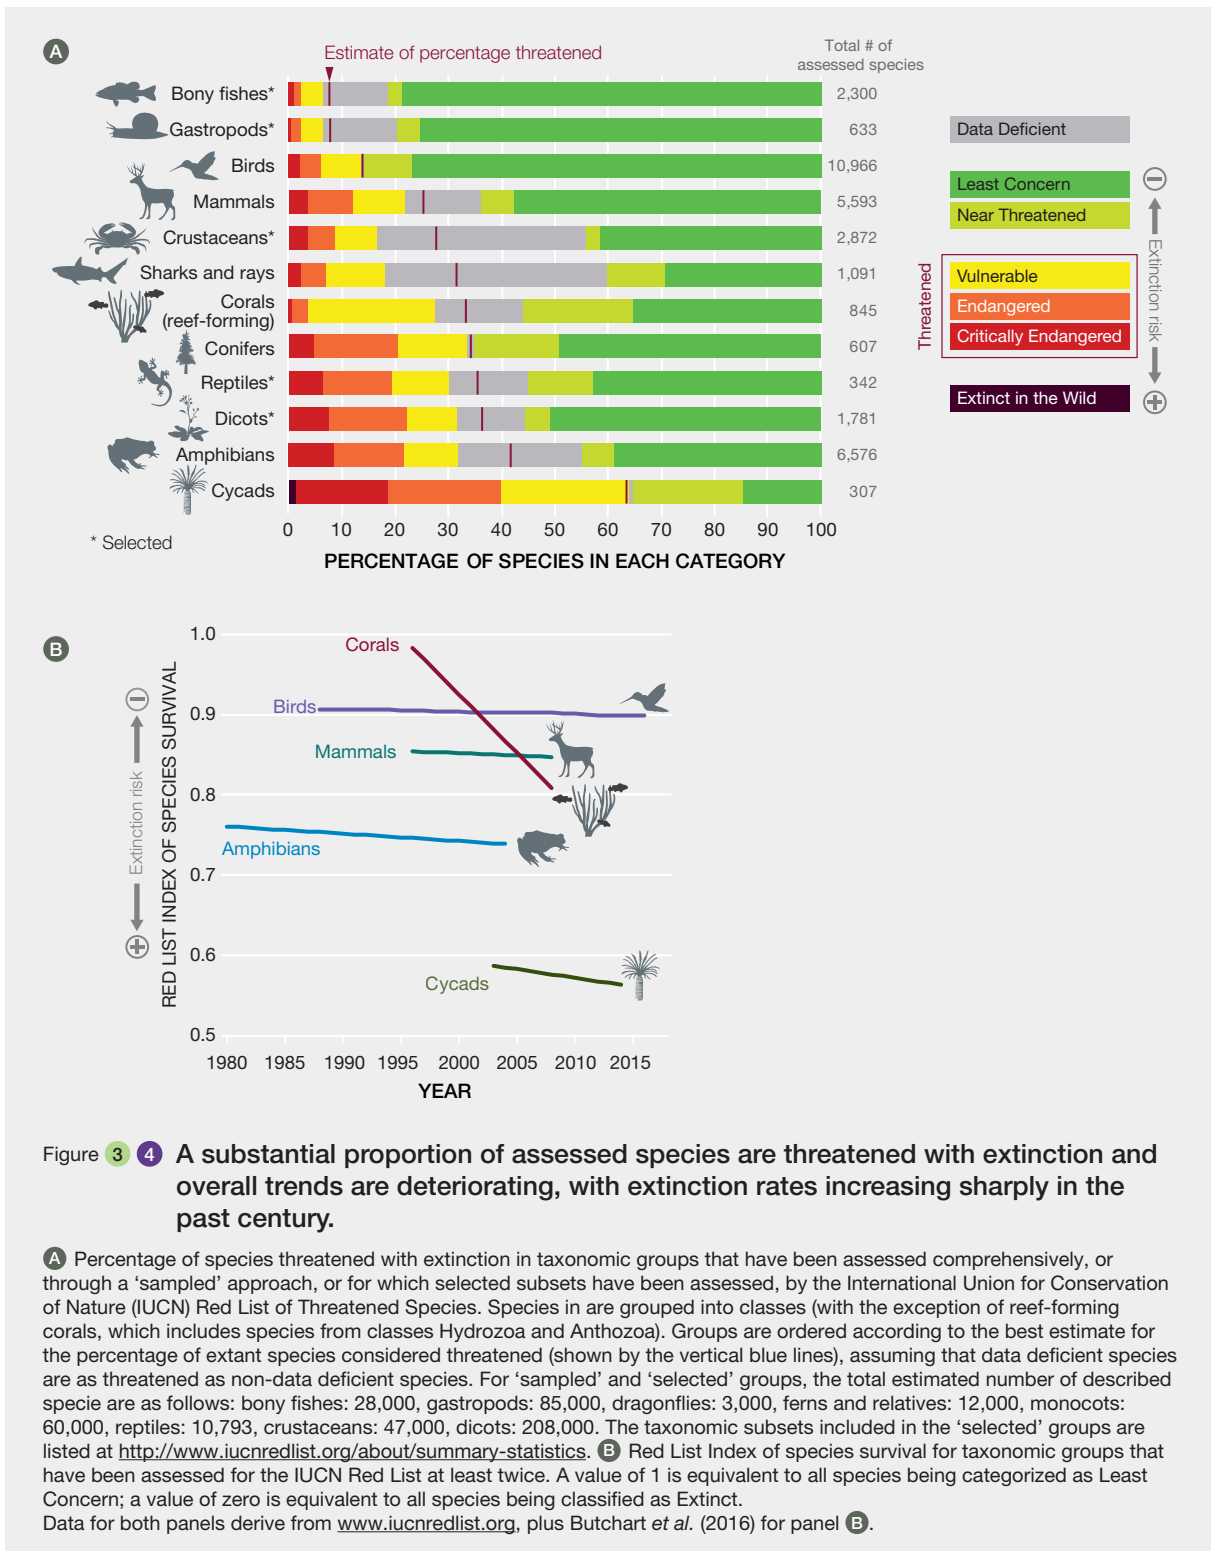 A
Estimate of percentage threatened
Total # of
assessed species
Bony fishes* 2,300
Gastropods* 633
Birds 10,966
Mammals 5,593
Crustaceans* 2,872
Sharks and rays 1,091
Corals
(reef-forming) 845
Conifers 607
Reptiles* 342
Dicots* 1,781
Amphibians 6,576
Cycads 307
0 10 20 30 40 50 60 70 80 90 100
* Selected
PERCENTAGE OF SPECIES IN EACH CATEGORY
Data Deficient
Least Concern
Near Threatened
Threatened
Vulnerable
Endangered
Critically Endangered
Extinct in the Wild
Extinction risk
B
Extinction risk
RED LIST INDEX OF SPECIES SURVIVAL
1.0
0.9
0.8
0.7
0.6
0.5
Corals
Birds
Mammals
Amphibians
Cycads
1980 1985 1990 1995 2000 2005 2010 2015
YEAR
Figure 3 4 A substantial proportion of assessed species are threatened with extinction and
overall trends are deteriorating, with extinction rates increasing sharply in the
past century.
A Percentage of species threatened with extinction in taxonomic groups that have been assessed comprehensively, or
through a ‘sampled’ approach, or for which selected subsets have been assessed, by the International Union for Conservation
of Nature (IUCN) Red List of Threatened Species. Species in are grouped into classes (with the exception of reef-forming
corals, which includes species from classes Hydrozoa and Anthozoa). Groups are ordered according to the best estimate for
the percentage of extant species considered threatened (shown by the vertical blue lines), assuming that data deficient species
are as threatened as non-data deficient species. For ‘sampled’ and ‘selected’ groups, the total estimated number of described
specie are as follows: bony fishes: 28,000, gastropods: 85,000, dragonflies: 3,000, ferns and relatives: 12,000, monocots:
60,000, reptiles: 10,793, crustaceans: 47,000, dicots: 208,000. The taxonomic subsets included in the ‘selected’ groups are
listed at http://www.iucnredlist.org/about/summary-statistics. B Red List Index of species survival for taxonomic groups that
have been assessed for the IUCN Red List at least twice. A value of 1 is equivalent to all species being categorized as Least
Concern; a value of zero is equivalent to all species being classified as Extinct.
Data for both panels derive from www.iucnredlist.org, plus Butchart et al. (2016) for panel B.